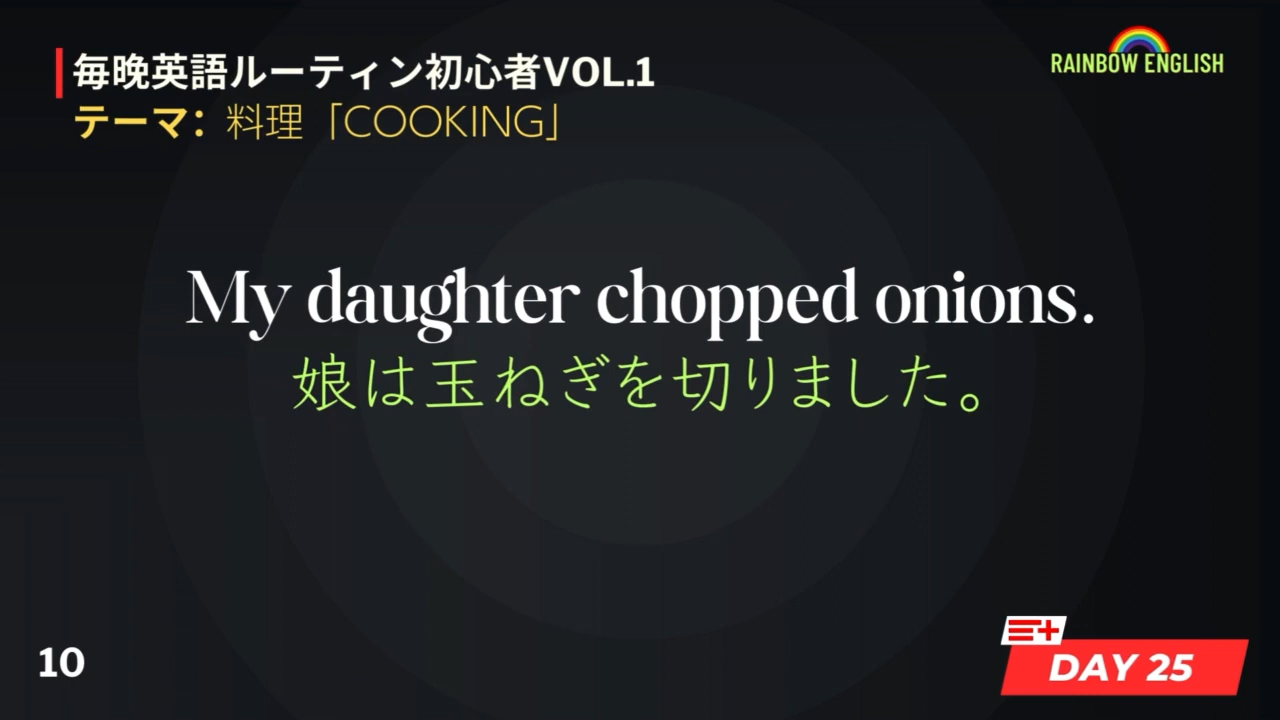 毎晩英語ルーティン初心者VOL.1
テーマ：料理「COOKING」
RAINBOW ENGLISH
My daughter chopped onions.
娘は玉ねぎを切りました。
10
DAY 25